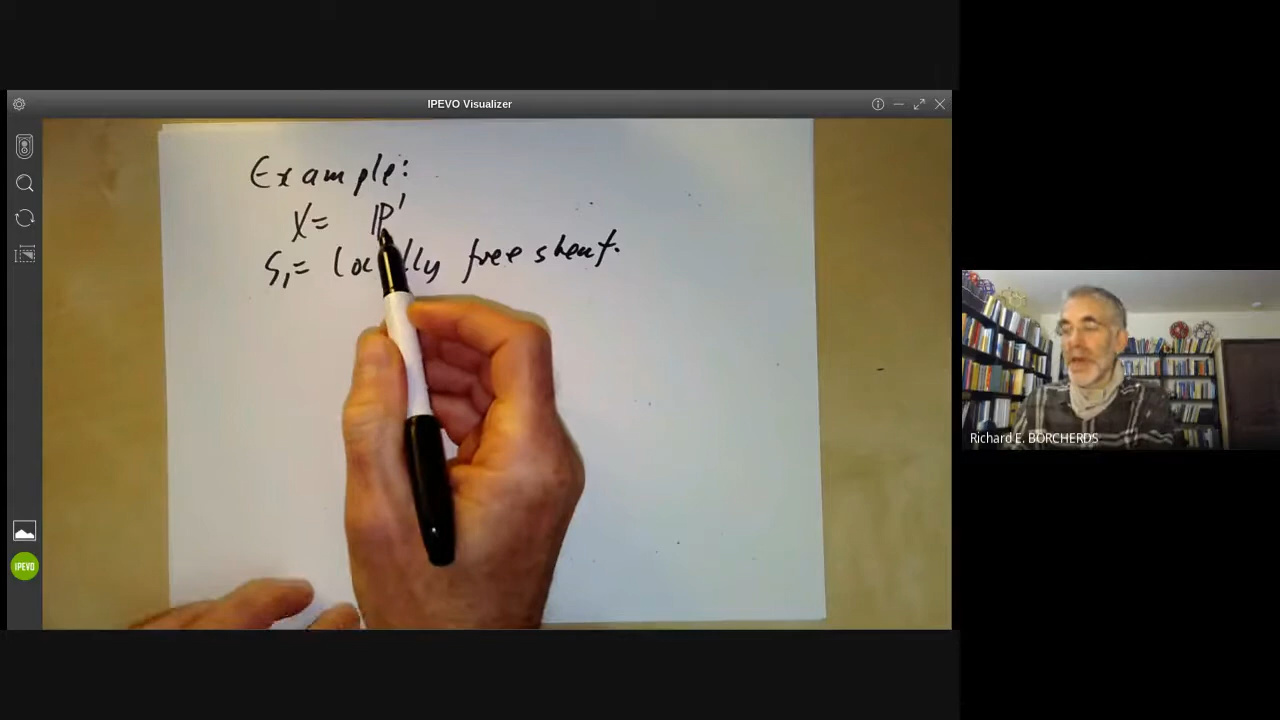 IPEVO Visualizer
Example:
X = ℙ¹
S₁ = locally free sheaf.
Richard E. BORCHERDS
IPEVO